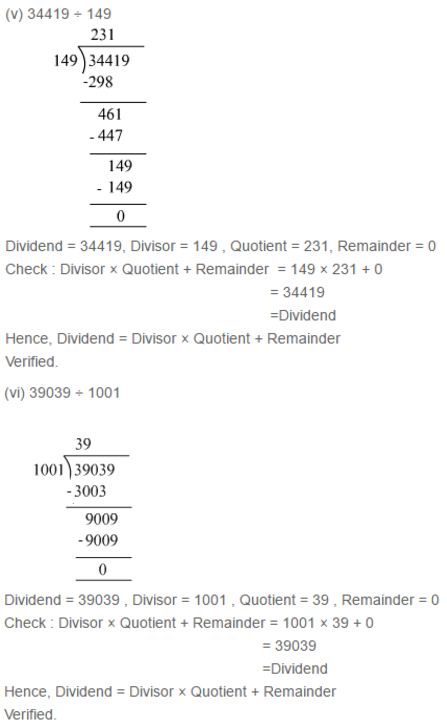 (v) 34419 ÷ 149
231
149)34419
-298
461
- 447
149
- 149
0
Dividend = 34419, Divisor = 149 , Quotient = 231, Remainder = 0
Check : Divisor × Quotient + Remainder = 149 × 231 + 0
= 34419
=Dividend
Hence, Dividend = Divisor × Quotient + Remainder
Verified.
(vi) 39039 ÷ 1001
39
1001)39039
-3003
9009
-9009
0
Dividend = 39039 , Divisor = 1001 , Quotient = 39 , Remainder = 0
Check : Divisor × Quotient + Remainder = 1001 × 39 + 0
= 39039
=Dividend
Hence, Dividend = Divisor × Quotient + Remainder
Verified.